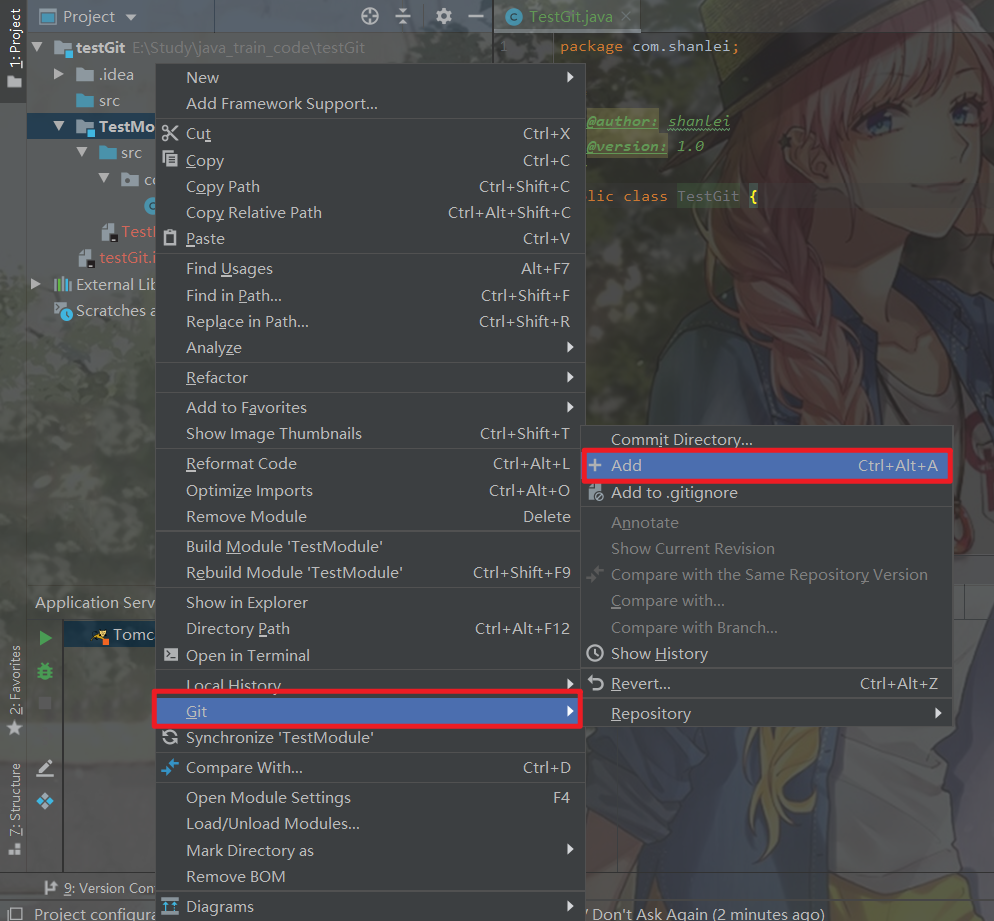 1: Project
Project
testGit E:\Study\java_train_code\testGit
.idea
src
TestMo
src
co
Test
testGit.i
External Lib
Scratches a
TestGit.java
1
package com.shanlei;
@author: shanlei
@version: 1.0
lic class TestGit {
New
Add Framework Support...
Cut Ctrl+X
Copy Ctrl+C
Copy Path Ctrl+Shift+C
Copy Relative Path Ctrl+Alt+Shift+C
Paste Ctrl+V
Find Usages Alt+F7
Find in Path... Ctrl+Shift+F
Replace in Path... Ctrl+Shift+R
Analyze
Refactor
Add to Favorites
Show Image Thumbnails Ctrl+Shift+T
Reformat Code Ctrl+Alt+L
Optimize Imports Ctrl+Alt+O
Remove Module Delete
Build Module 'TestModule'
Rebuild Module 'TestModule' Ctrl+Shift+F9
Show in Explorer
Directory Path Ctrl+Alt+F12
Open in Terminal
Local History
Git
Synchronize 'TestModule'
Compare With... Ctrl+D
Open Module Settings F4
Load/Unload Modules...
Mark Directory as
Remove BOM
Diagrams
Commit Directory...
Add Ctrl+Alt+A
Add to .gitignore
Annotate
Show Current Revision
Compare with the Same Repository Version
Compare with...
Compare with Branch...
Show History
Revert... Ctrl+Alt+Z
Repository
Application Serv
Tomc
2: Favorites
7: Structure
9: Version Con
Project configura
/ Don't Ask Again (2 minutes ago)